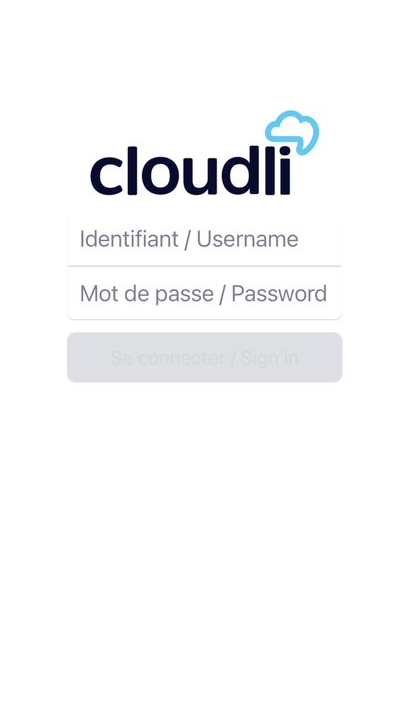 cloudli
Identifiant / Username
Mot de passe / Password
Se connecter / Sign in